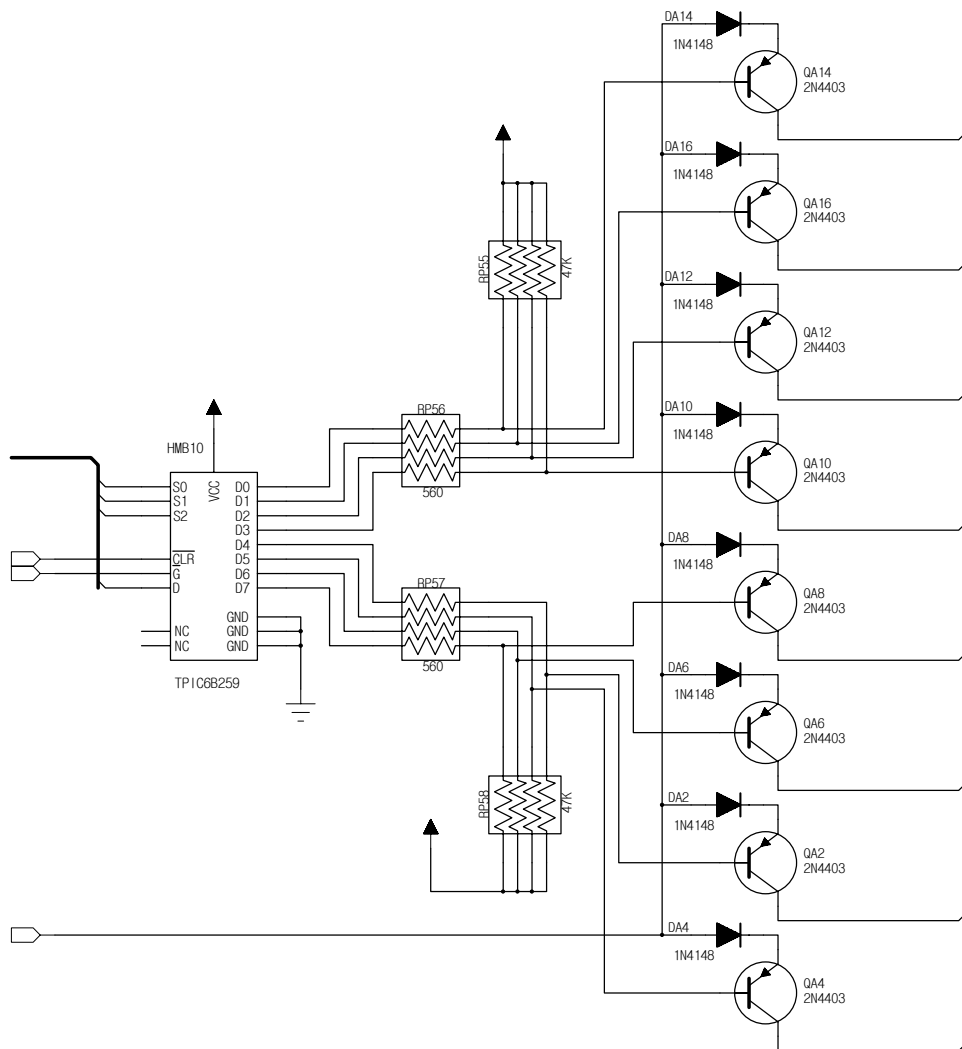 DA14
1N4148
QA14
2N4403
DA16
1N4148
QA16
2N4403
RP55
47K
DA12
1N4148
QA12
2N4403
DA10
1N4148
QA10
2N4403
RP56
560
HMB10
VCC
S0
S1
S2
CLR
G
D
NC
NC
D0
D1
D2
D3
D4
D5
D6
D7
GND
GND
GND
TPIC6B259
DA8
1N4148
QA8
2N4403
RP57
560
DA6
1N4148
QA6
2N4403
RP58
47K
DA2
1N4148
QA2
2N4403
DA4
1N4148
QA4
2N4403